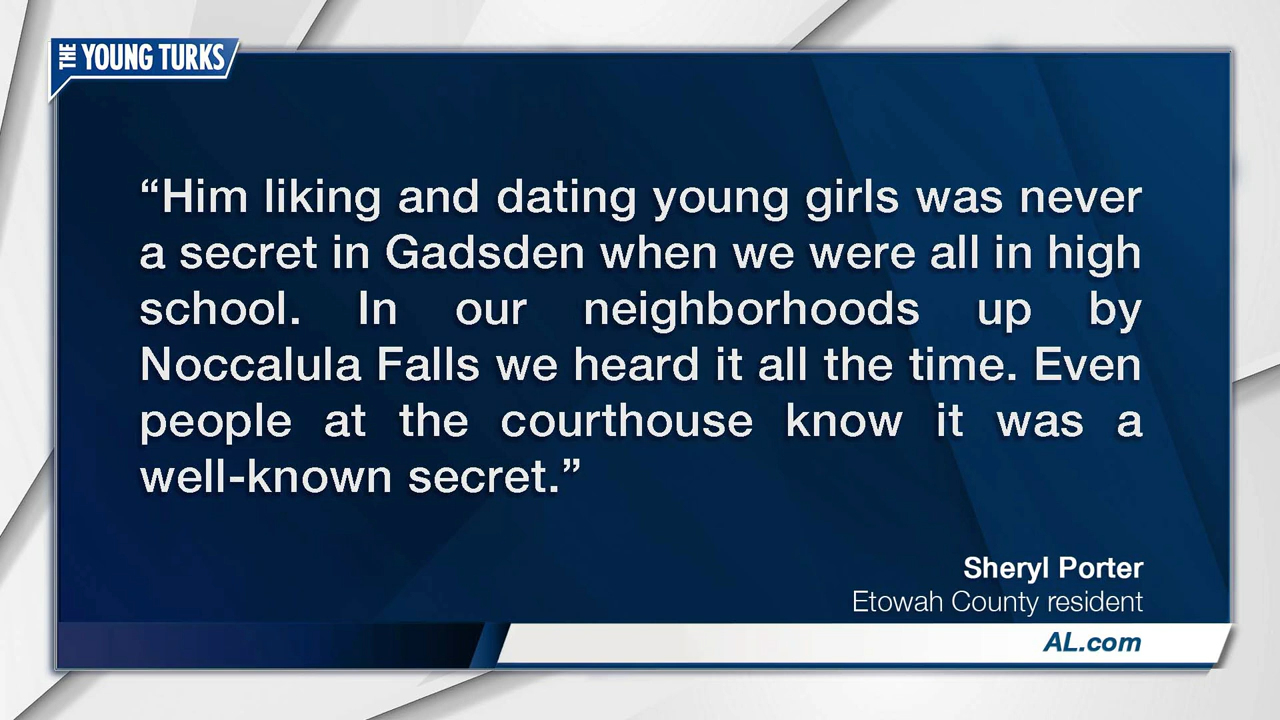 THE YOUNG TURKS
“Him liking and dating young girls was never
a secret in Gadsden when we were all in high
school. In our neighborhoods up by
Noccalula Falls we heard it all the time. Even
people at the courthouse know it was a
well-known secret.”
Sheryl Porter
Etowah County resident
AL.com